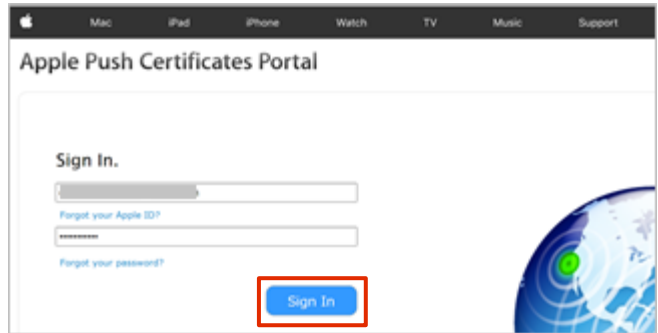 Mac iPad iPhone Watch TV Music Support
Apple Push Certificates Portal
Sign In.
Forgot your Apple ID?
Forgot your password?
Sign In